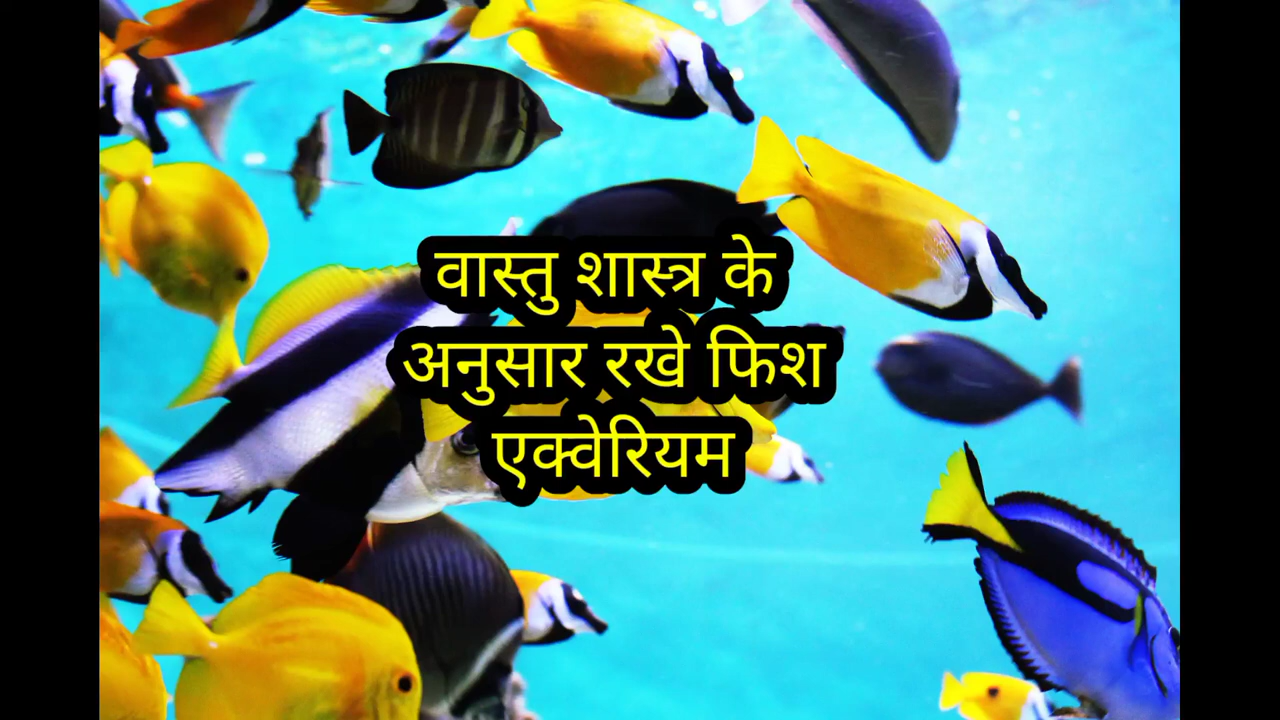 वास्तु शास्त्र के
अनुसार रखे फिश
एक्वेरियम